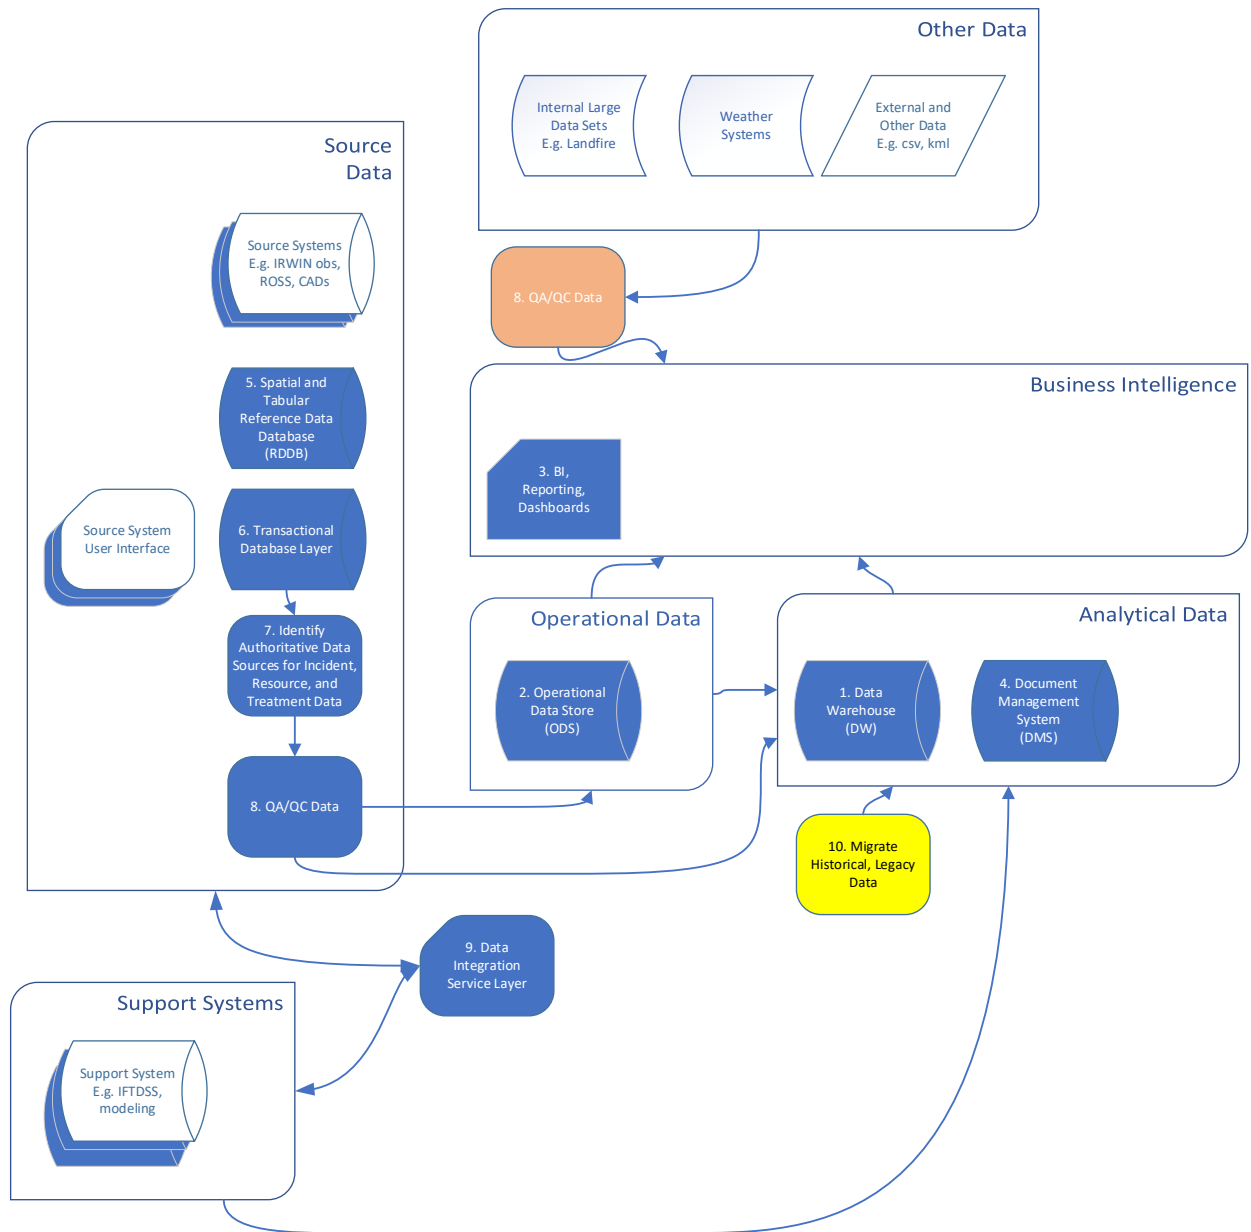 Other Data
Internal Large
Data Sets
E.g. Landfire
Weather
Systems
External and
Other Data
E.g. csv, kml
Source
Data
Source Systems
E.g. IRWIN obs,
ROSS, CADs
8. QA/QC Data
5. Spatial and
Tabular
Reference Data
Database
(RDDB)
Business Intelligence
3. BI,
Reporting,
Dashboards
Source System
User Interface
6. Transactional
Database Layer
7. Identify
Authoritative Data
Sources for Incident,
Resource, and
Treatment Data
8. QA/QC Data
Operational Data
2. Operational
Data Store
(ODS)
Analytical Data
1. Data
Warehouse
(DW)
4. Document
Management
System
(DMS)
10. Migrate
Historical, Legacy
Data
9. Data
Integration
Service Layer
Support Systems
Support System
E.g. IFTDSS,
modeling